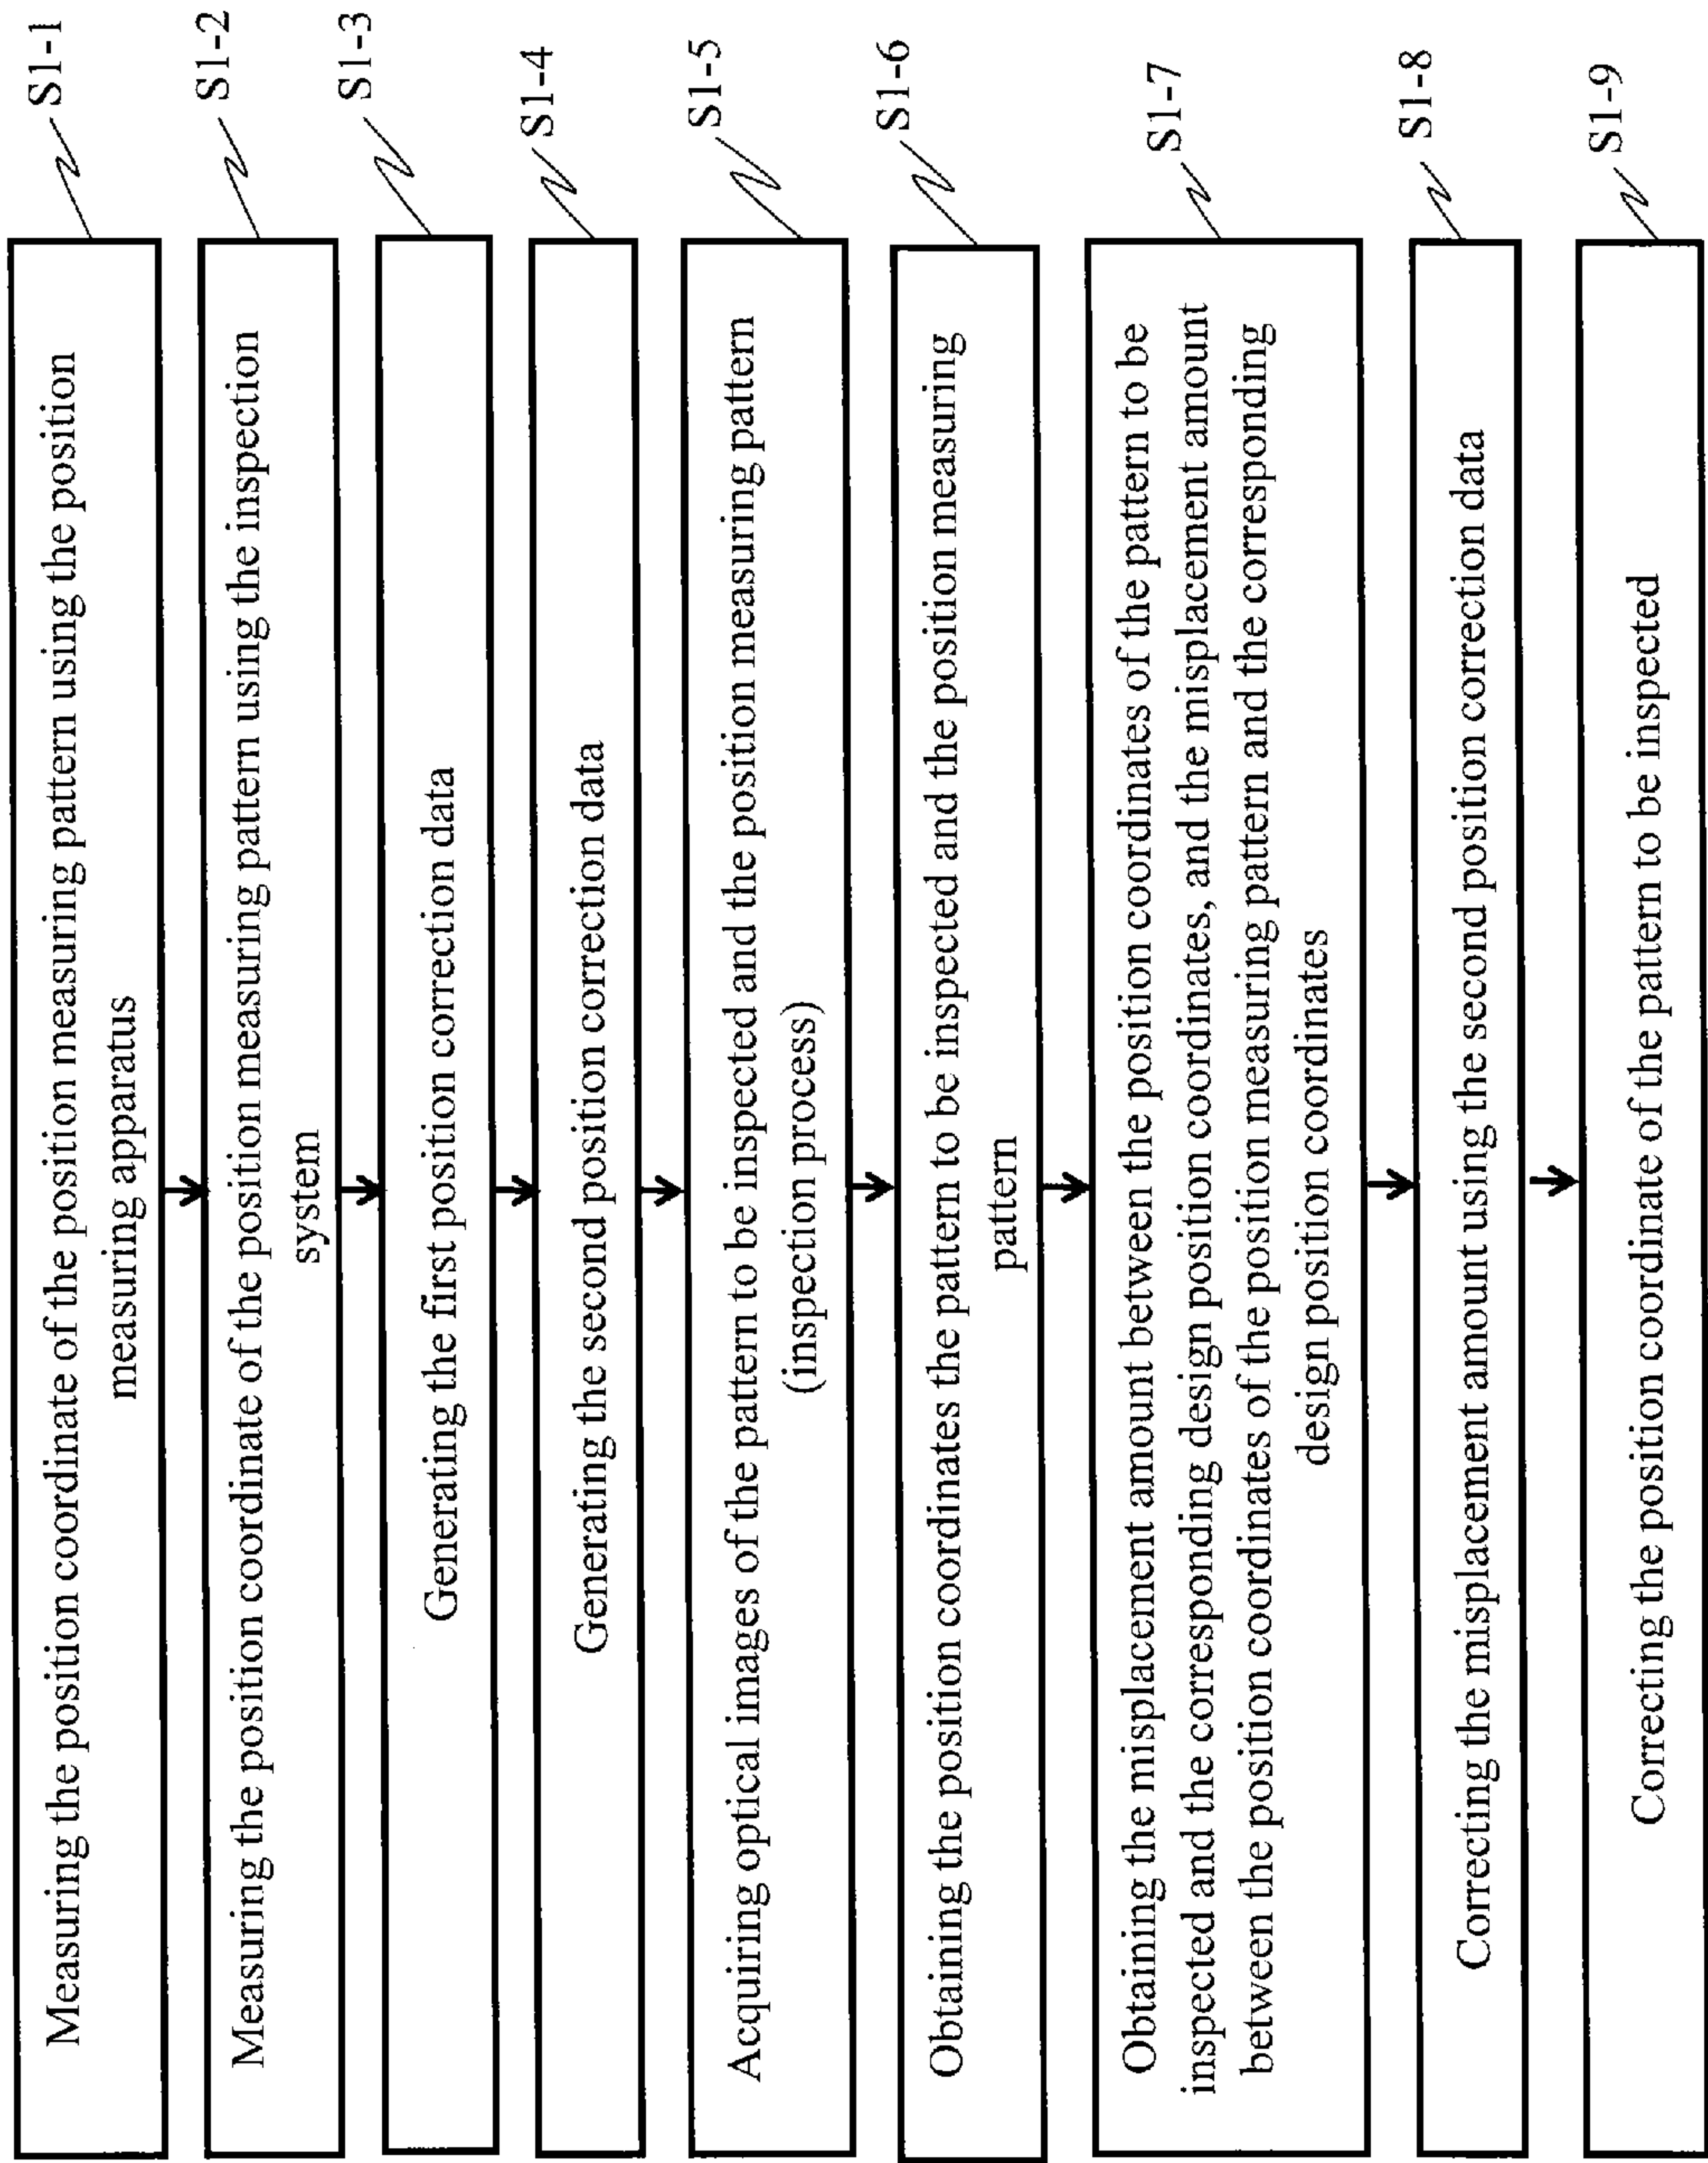 Measuring the position coordinate of the position measuring pattern using the position
measuring apparatus
S1-1
Measuring the position coordinate of the position measuring pattern using the inspection
system
S1-2
Generating the first position correction data
S1-3
Generating the second position correction data
S1-4
Acquiring optical images of the pattern to be inspected and the position measuring pattern
(inspection process)
S1-5
Obtaining the position coordinates the pattern to be inspected and the position measuring
pattern
S1-6
Obtaining the misplacement amount between the position coordinates of the pattern to be
inspected and the corresponding design position coordinates, and the misplacement amount
between the position coordinates of the position measuring pattern and the corresponding
design position coordinates
S1-7
Correcting the misplacement amount using the second position correction data
S1-8
Correcting the position coordinate of the pattern to be inspected
S1-9